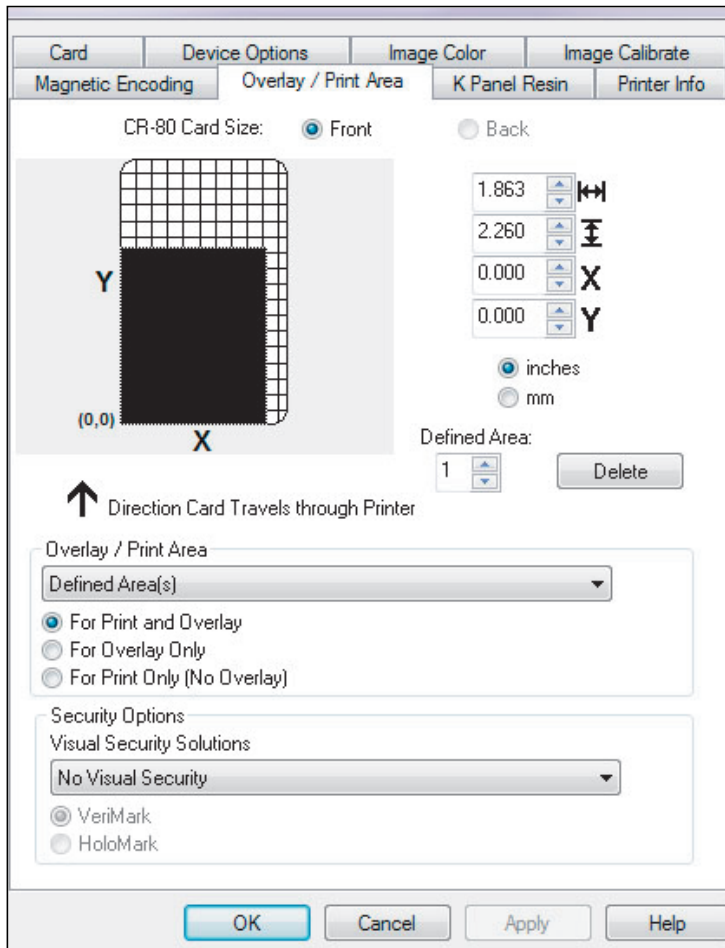 Card Device Options Image Color Image Calibrate
Magnetic Encoding Overlay / Print Area K Panel Resin Printer Info
CR-80 Card Size: Front Back
1.863
2.260
Y
0.000 X
0.000 Y
inches
mm
(0,0)
X
Defined Area:
1 Delete
Direction Card Travels through Printer
Overlay / Print Area
Defined Area(s)
For Print and Overlay
For Overlay Only
For Print Only (No Overlay)
Security Options
Visual Security Solutions
No Visual Security
VeriMark
HoloMark
OK Cancel Apply Help